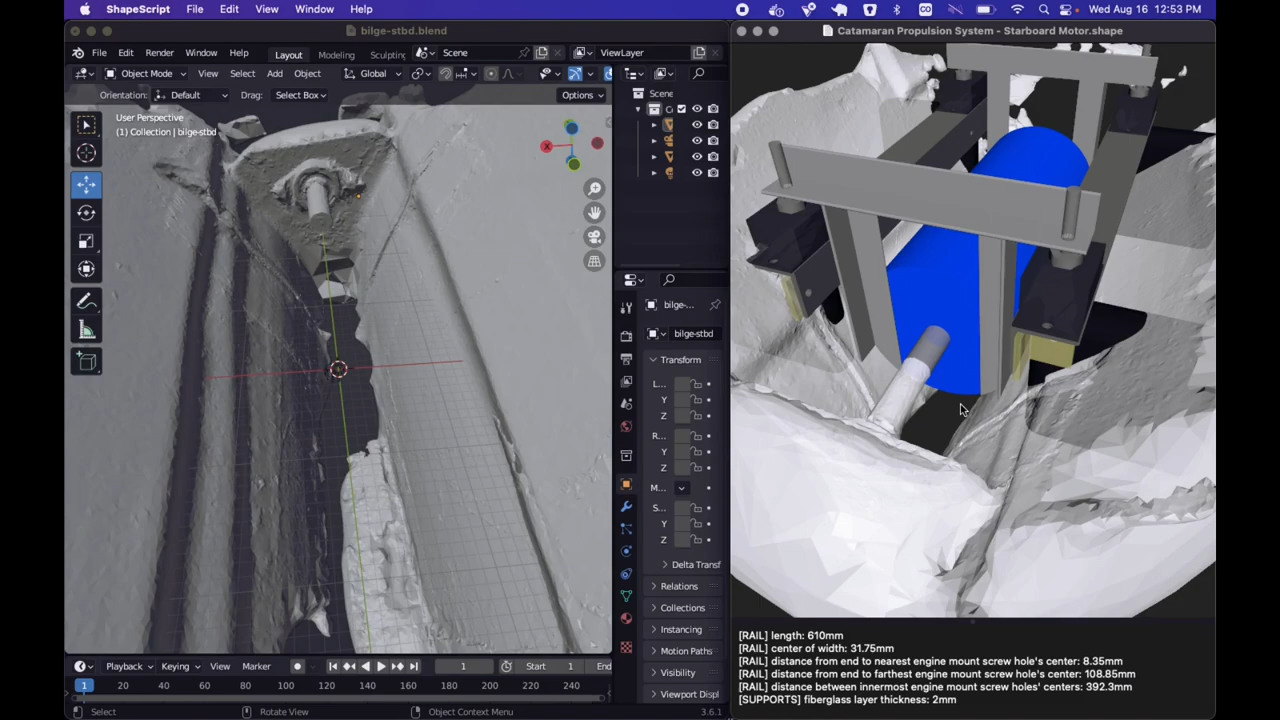 ShapeScript File Edit View Window Help
CO
Wed Aug 16 12:53 PM
bilge-stbd.blend
File Edit Render Window Help Layout Modeling Sculpting Scene ViewLayer
Object Mode View Select Add Object Global
Orientation: Default Drag: Select Box Options
User Perspective
(1) Collection | bilge-stbd
X
Scene
C
bilge-...
bilge-stbd
Transform
L...
Y
Z
R...
Y
Z
M...
S...
Y
Z
Delta Transf
Relations
Collections
Instancing
Motion Paths
Visibility
Viewport Displ
Playback Keying View Marker 1 Start 1 End
1 20 40 60 80 100 120 140 160 180 200 220 240
Select Rotate View Object Context Menu 3.6.1
Catamaran Propulsion System - Starboard Motor.shape
[RAIL] length: 610mm
[RAIL] center of width: 31.75mm
[RAIL] distance from end to nearest engine mount screw hole's center: 8.35mm
[RAIL] distance from end to farthest engine mount screw hole's center: 108.85mm
[RAIL] distance between innermost engine mount screw holes' centers: 392.3mm
[SUPPORTS] fiberglass layer thickness: 2mm